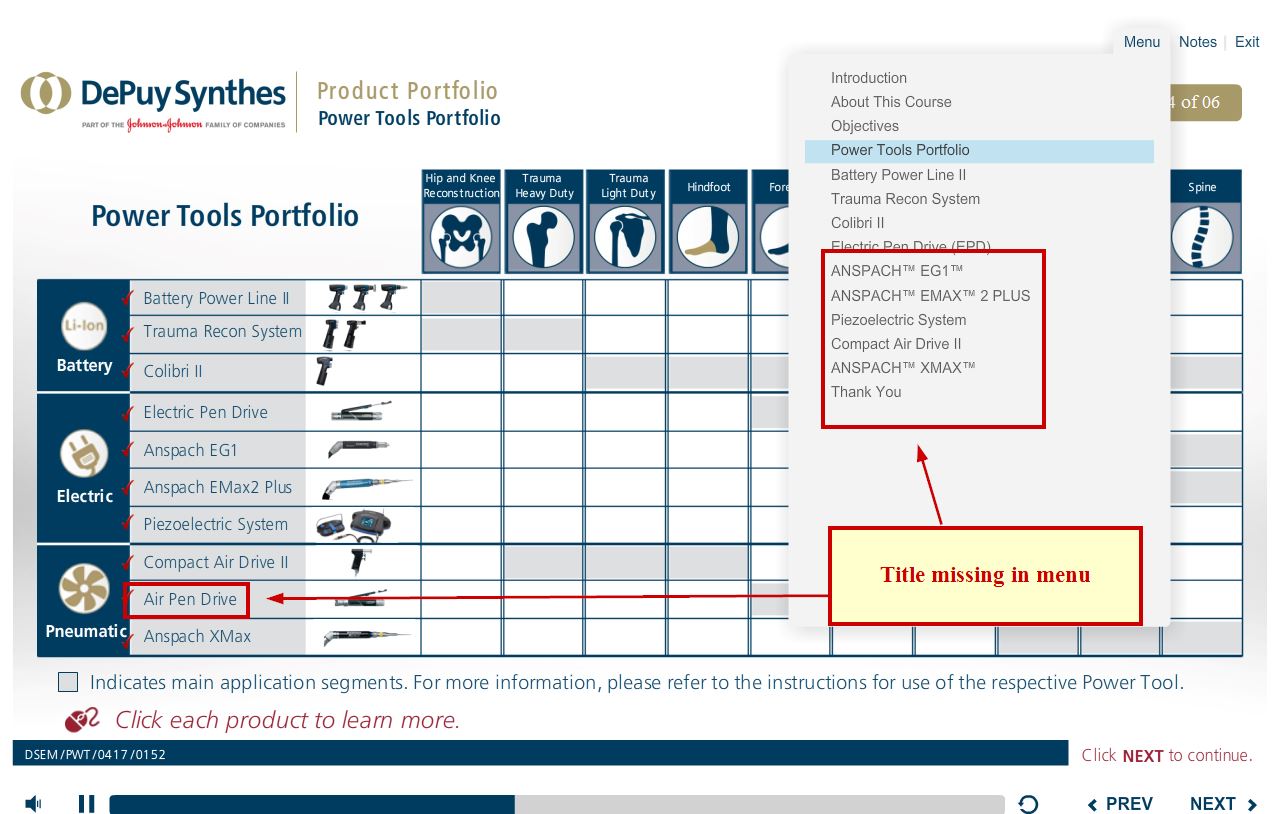 Menu Notes | Exit
DePuy Synthes
PART OF THE Johnson & Johnson FAMILY OF COMPANIES
Product Portfolio
Power Tools Portfolio
4 of 06
Introduction
About This Course
Objectives
Power Tools Portfolio
Battery Power Line II
Trauma Recon System
Colibri II
Electric Pen Drive (EPD)
ANSPACH™ EG1™
ANSPACH™ EMAX™ 2 PLUS
Piezoelectric System
Compact Air Drive II
ANSPACH™ XMAX™
Thank You
Title missing in menu
Power Tools Portfolio
Hip and Knee
Reconstruction
Trauma
Heavy Duty
Trauma
Light Duty
Hindfoot
Fore
Spine
Li-Ion
Battery
Battery Power Line II
Trauma Recon System
Colibri II
Electric
Electric Pen Drive
Anspach EG1
Anspach EMax2 Plus
Piezoelectric System
Pneumatic
Compact Air Drive II
Air Pen Drive
Anspach XMax
Indicates main application segments. For more information, please refer to the instructions for use of the respective Power Tool.
Click each product to learn more.
DSEM/PWT/0417/0152
Click NEXT to continue.
PREV
NEXT